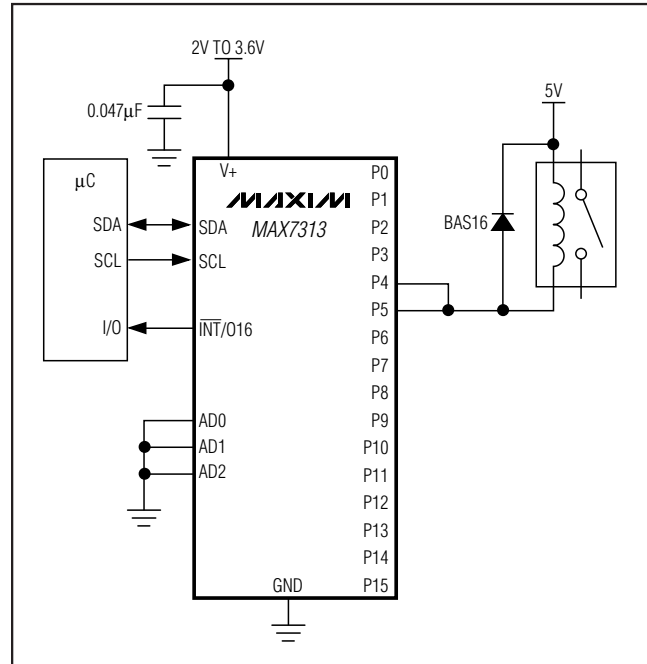 2V TO 3.6V
0.047μF
5V
μC
V+
MAXIM
MAX7313
SDA
SCL
I/O
SDA
SCL
INT/O16
AD0
AD1
AD2
GND
P0
P1
P2
P3
P4
P5
P6
P7
P8
P9
P10
P11
P12
P13
P14
P15
BAS16